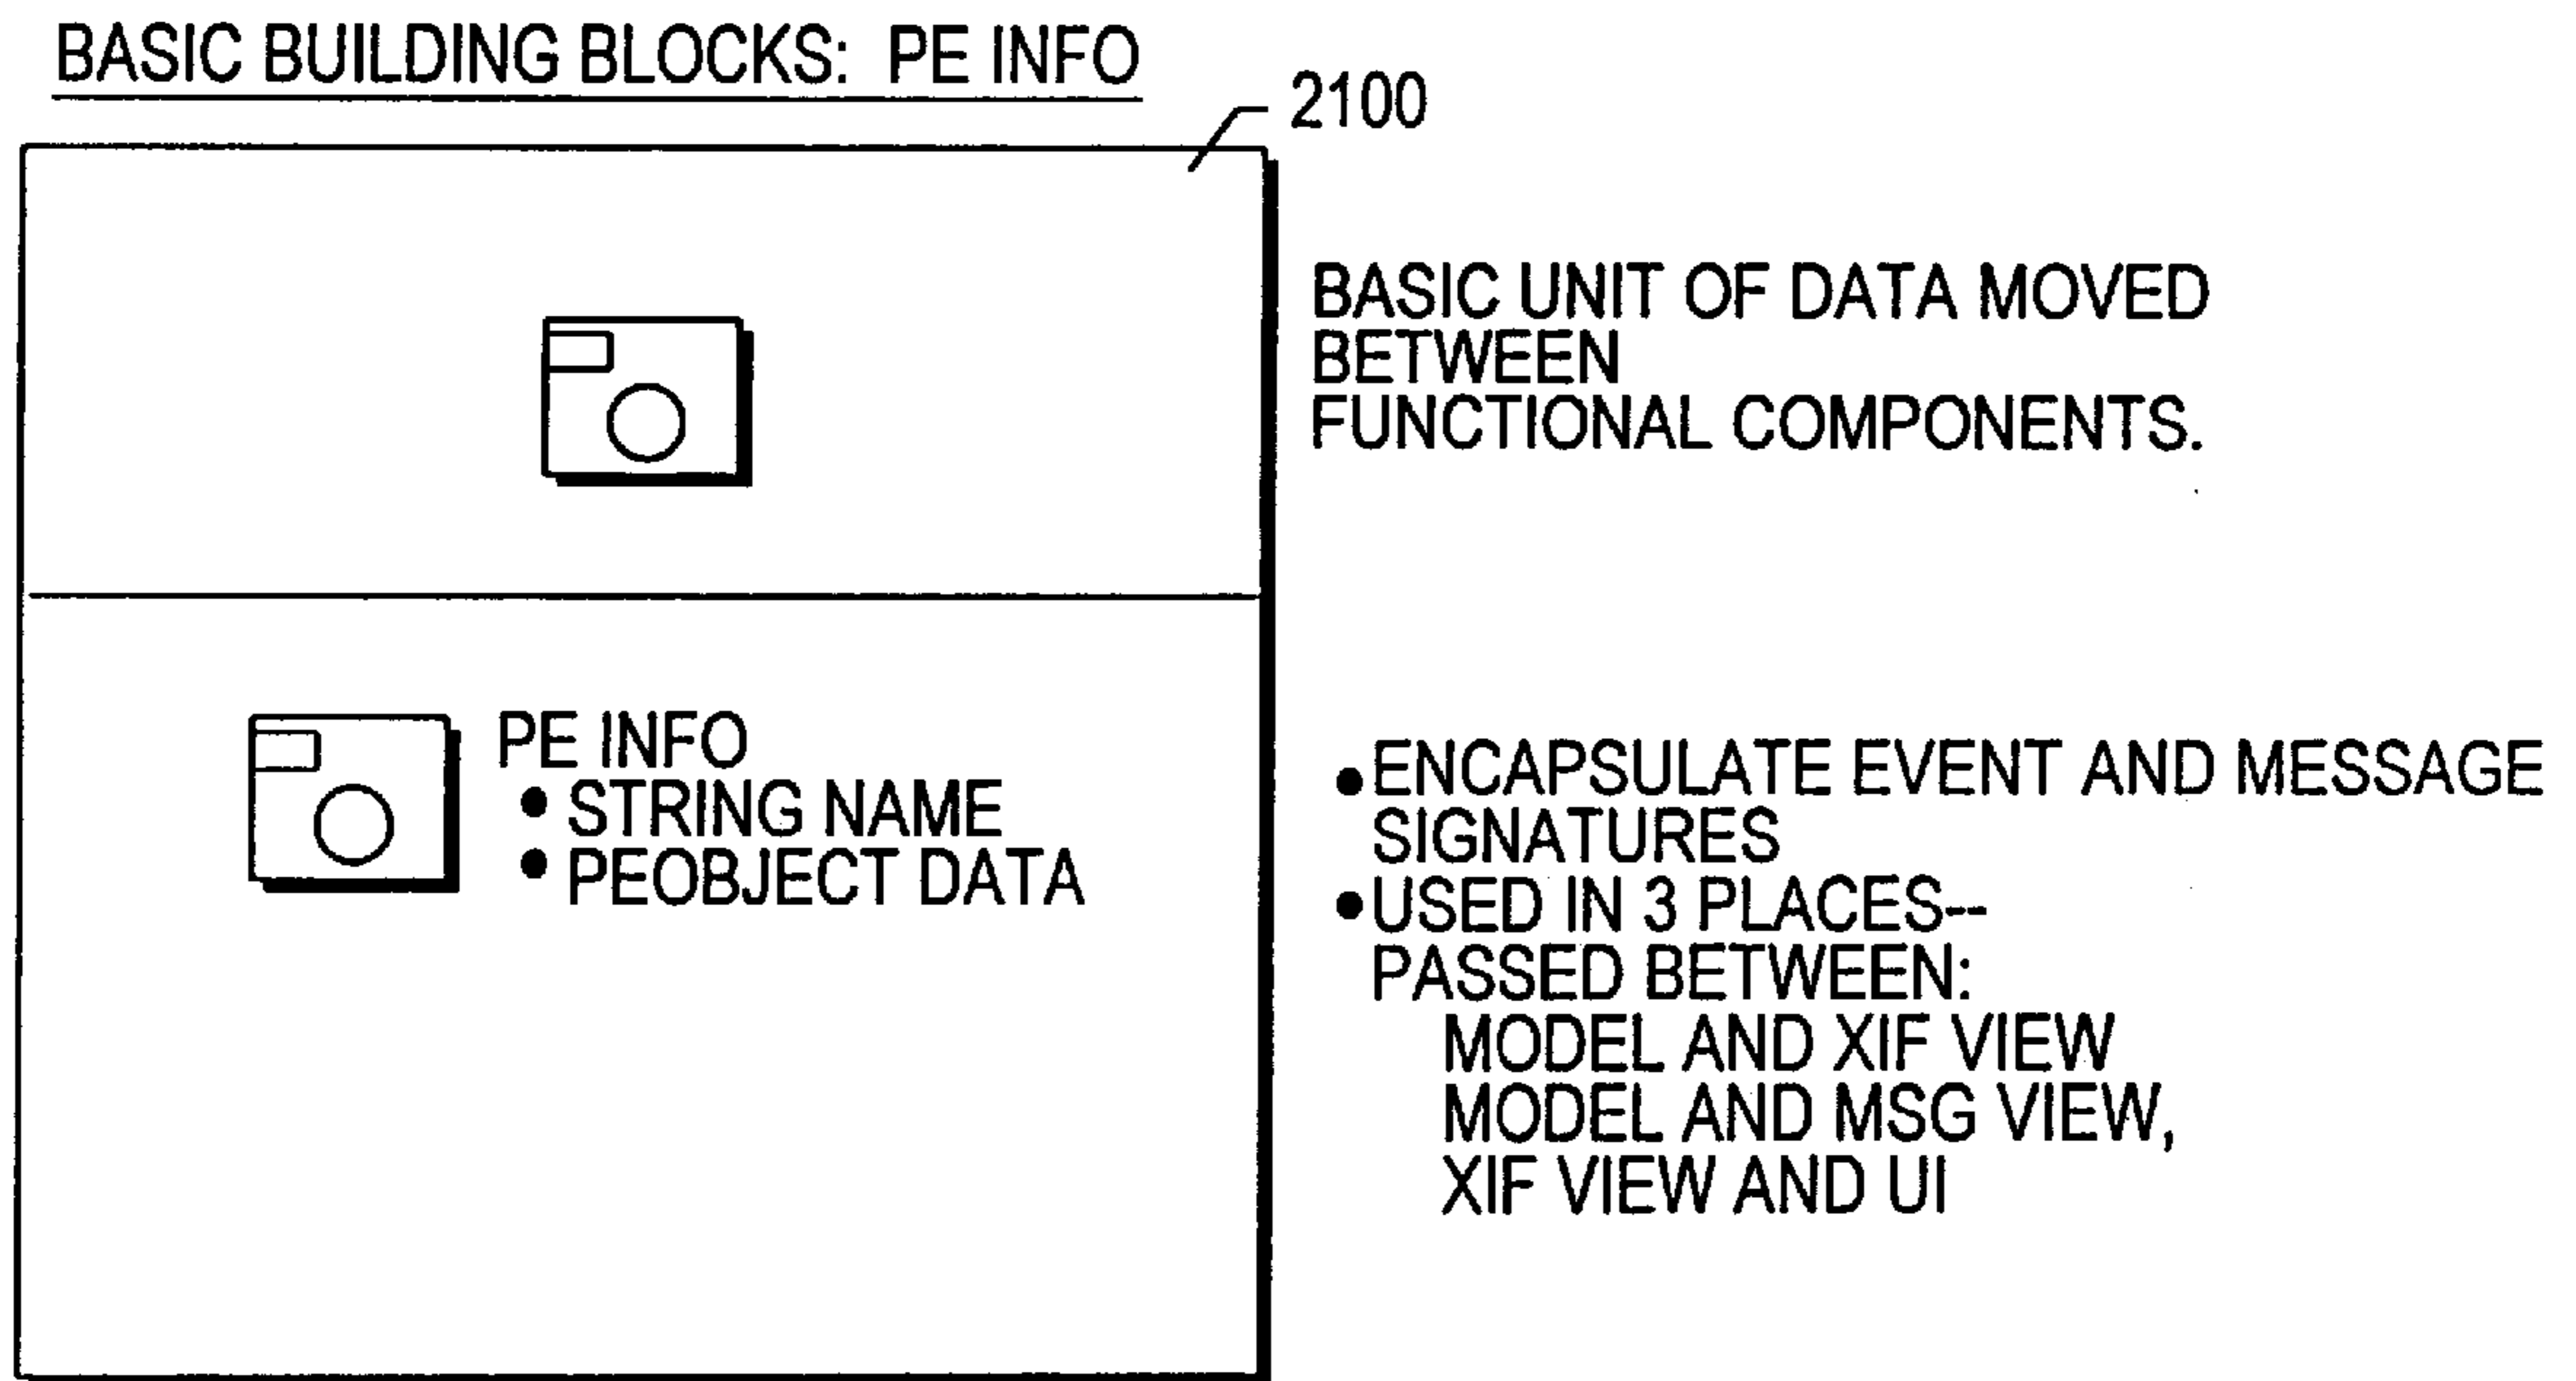 BASIC BUILDING BLOCKS: PE INFO
2100
BASIC UNIT OF DATA MOVED
BETWEEN
FUNCTIONAL COMPONENTS.
PE INFO
• STRING NAME
• PEOBJECT DATA
• ENCAPSULATE EVENT AND MESSAGE
SIGNATURES
• USED IN 3 PLACES--
PASSED BETWEEN:
MODEL AND XIF VIEW
MODEL AND MSG VIEW,
XIF VIEW AND UI